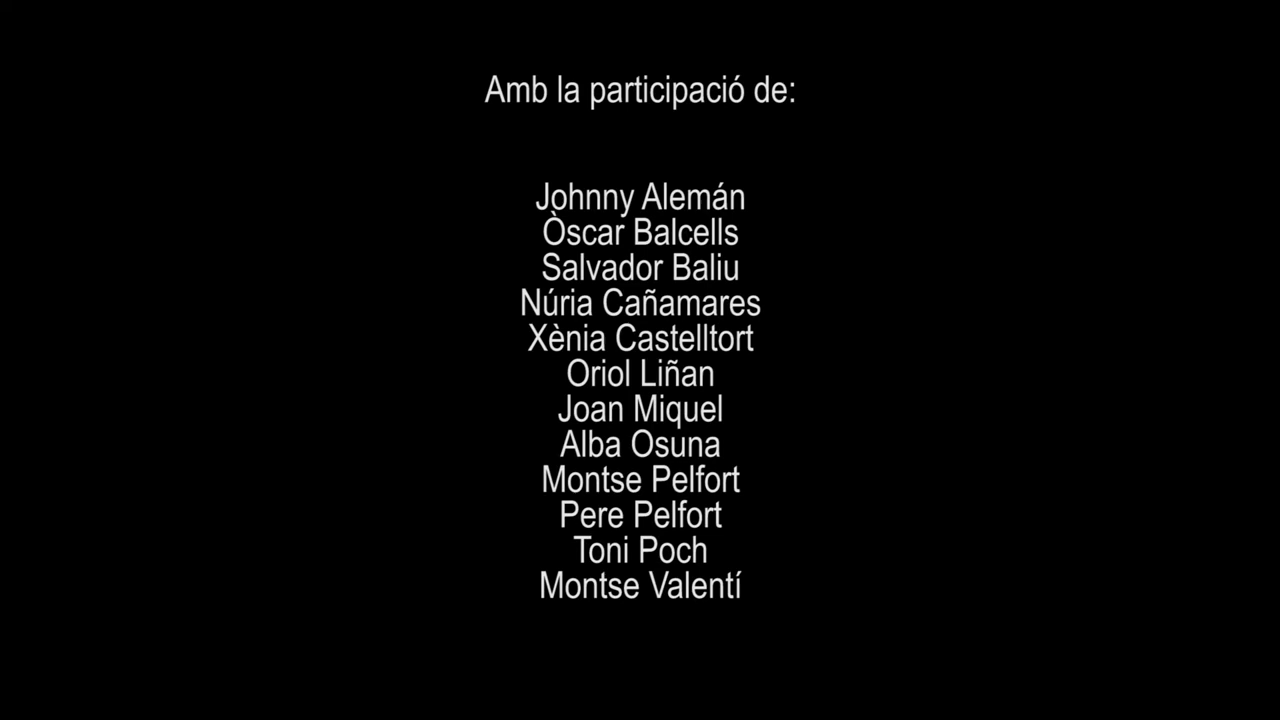 Amb la participació de:
Johnny Alemán
Òscar Balcells
Salvador Baliu
Núria Cañamares
Xènia Castelltort
Oriol Liñan
Joan Miquel
Alba Osuna
Montse Pelfort
Pere Pelfort
Toni Poch
Montse Valentí